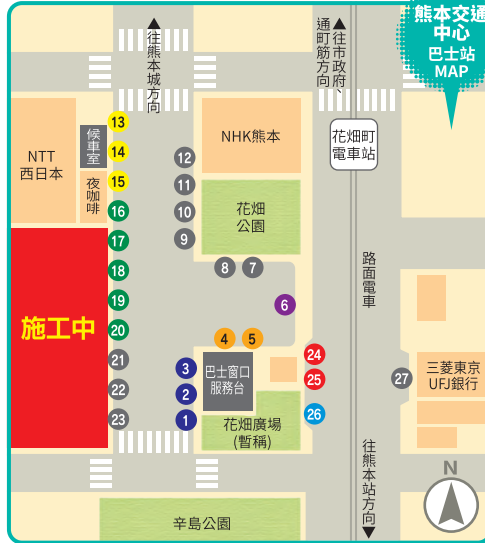 熊本交通
中心
巴士站
MAP
往熊本城方向
往市政府、
通町筋方向
花畑町
電車站
NTT
西日本
候車室
夜咖啡
NHK熊本
花畑
公園
13
14
15
16
17
18
19
20
21
22
23
12
11
10
9
8
7
6
4
5
3
2
1
24
25
26
27
施工中
巴士窗口
服務台
路面電車
三菱東京
UFJ銀行
花畑廣場
(暫稱)
往熊本站方向
辛島公園
N